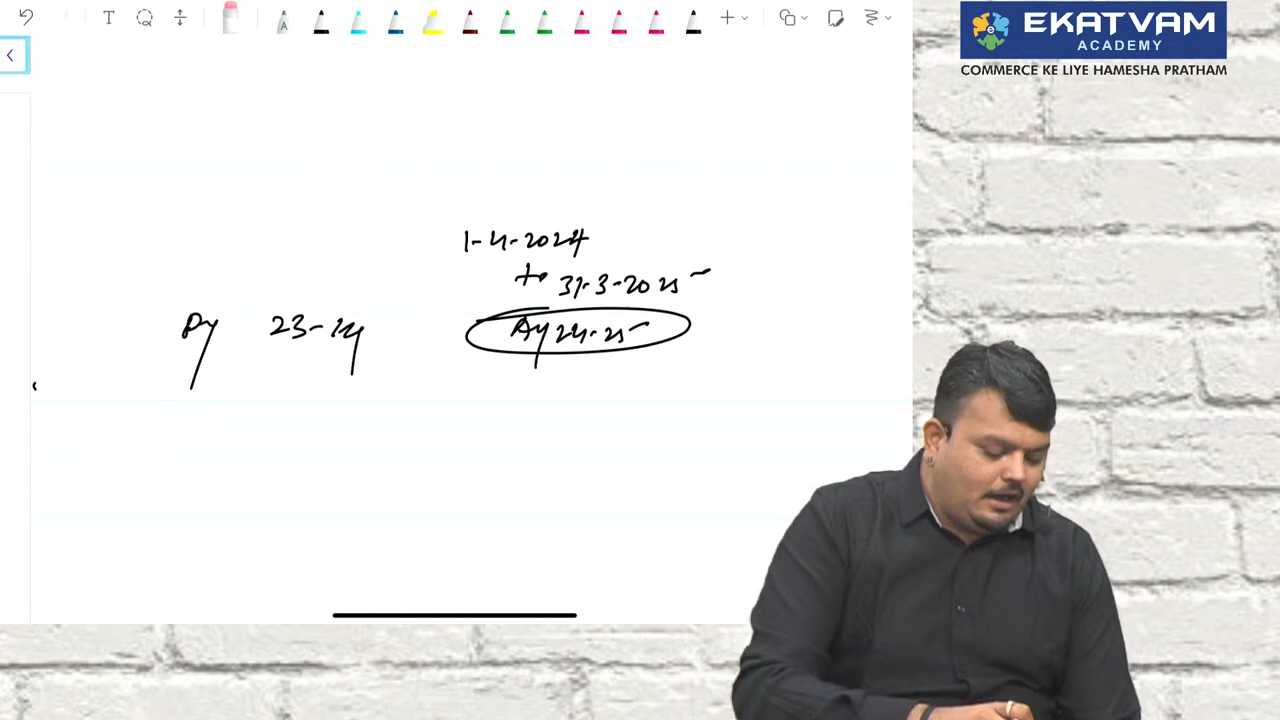 EKATVAM
ACADEMY
COMMERCE KE LIYE HAMESHA PRATHAM
1-4-2024
to 31-3-2025
Py 23-24 Ay 24-25